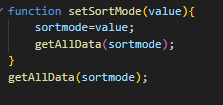 function setSortMode(value){
    sortmode=value;
    getAllData(sortmode);
}
getAllData(sortmode);